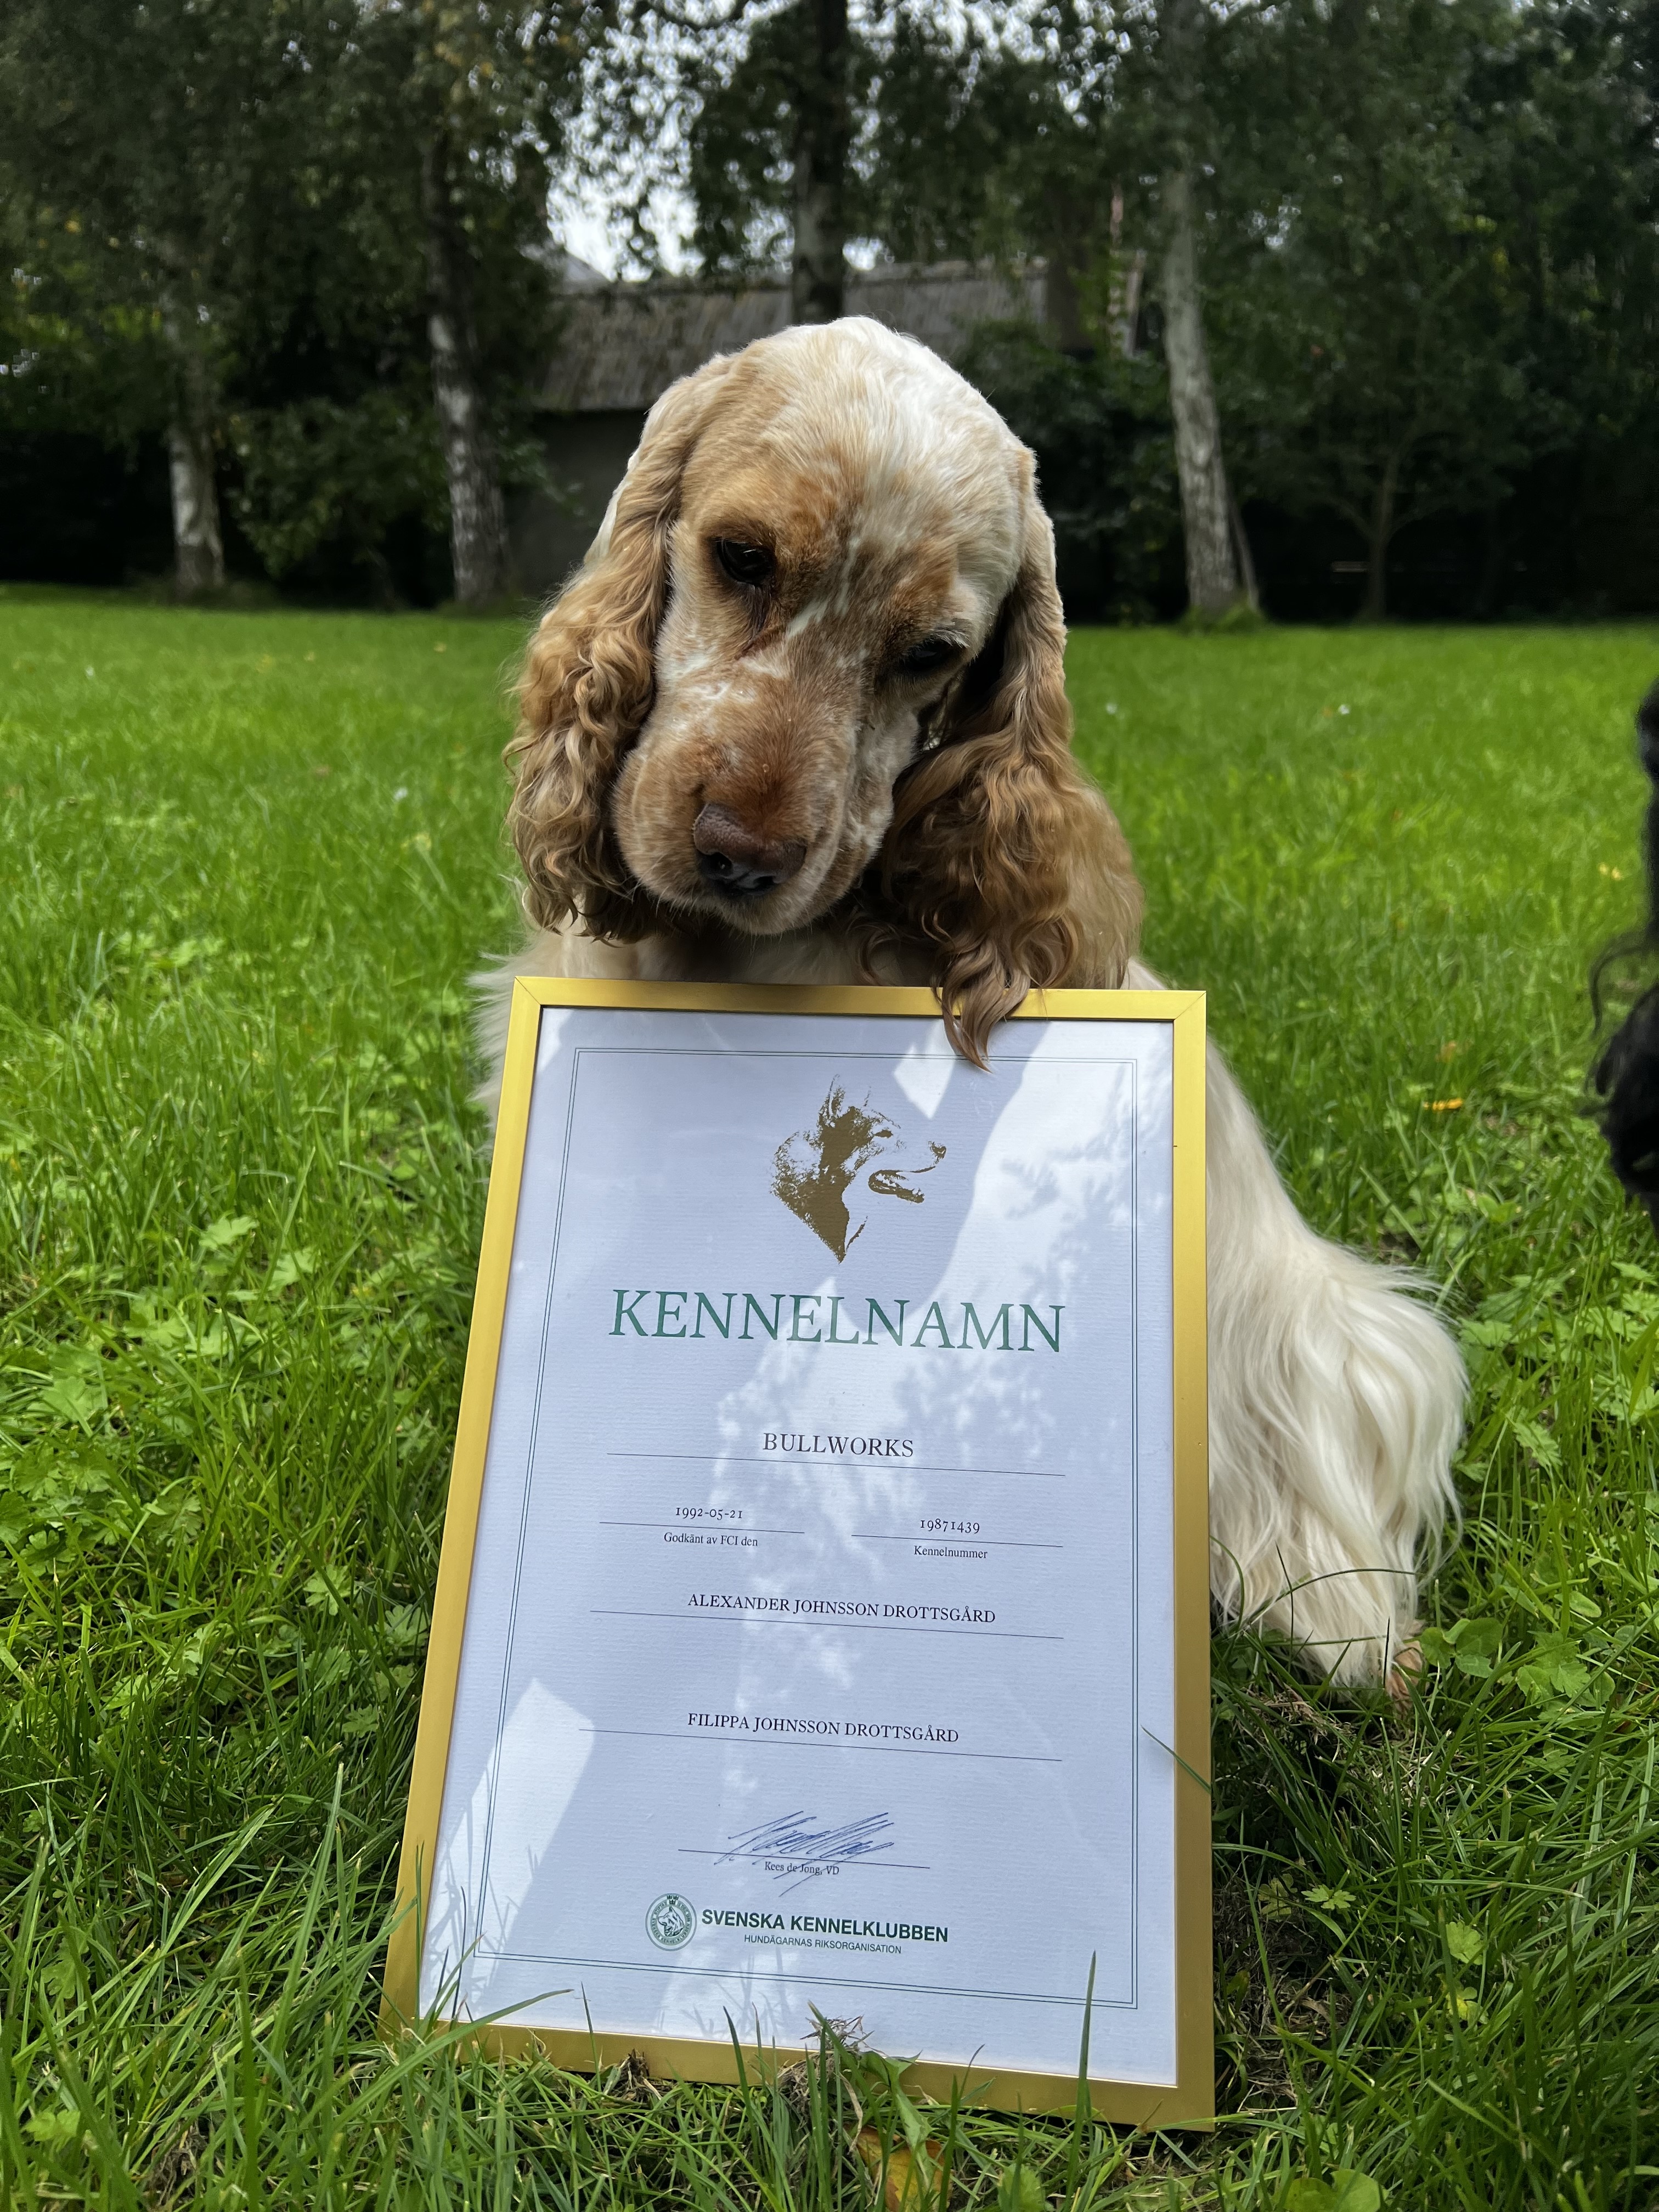 KENNELNAMN
BULLWORKS
1992-05-21
Godkänt av FCI den
19871439
Kennelnummer
ALEXANDER JOHNSSON DROTTSGÅRD
FILIPPA JOHNSSON DROTTSGÅRD
Kees de Jong, VD
SVENSKA KENNELKLUBBEN
HUNDÄGARNAS RIKSORGANISATION